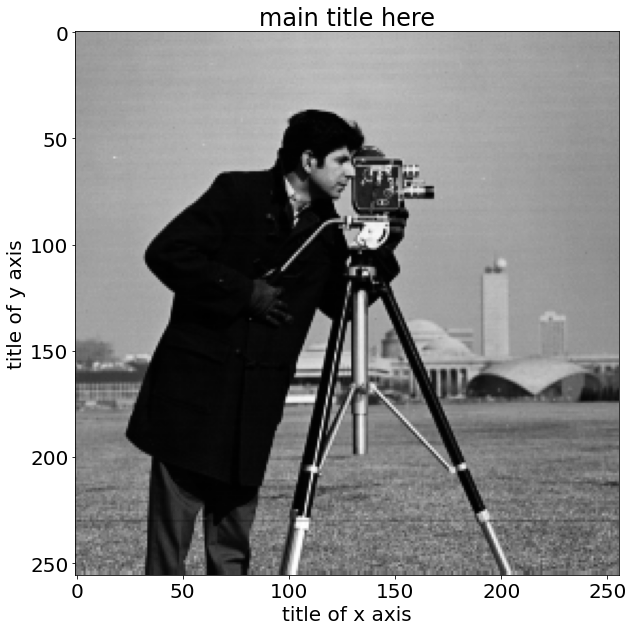 main title here
0
50
100
150
200
250
title of y axis
0 50 100 150 200 250
title of x axis